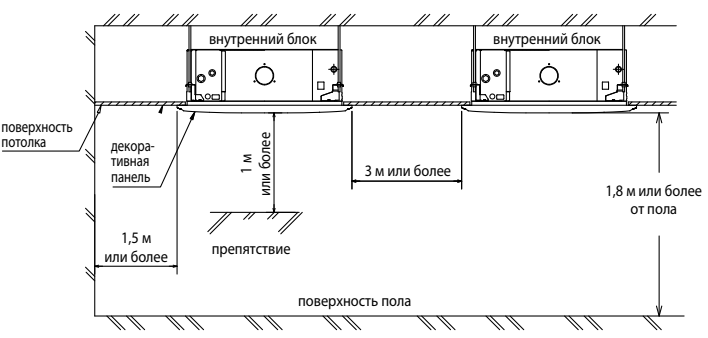 внутренний блок
внутренний блок
поверхность
потолка
декора-
тивная
панель
1 м
или более
3 м или более
1,8 м или более
от пола
1,5 м
или более
препятствие
поверхность пола